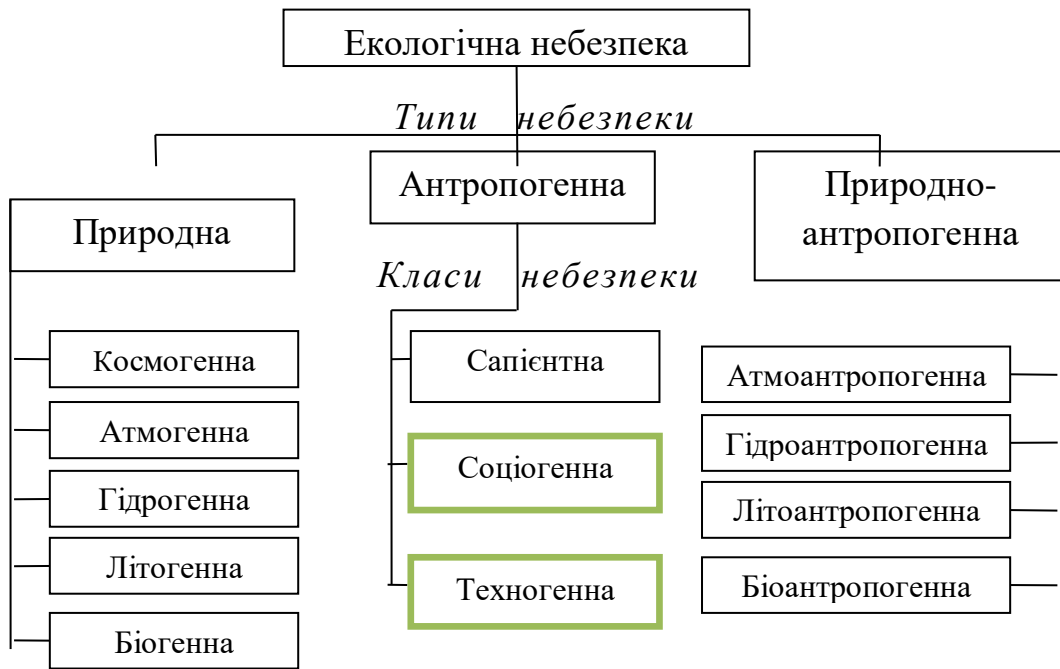 Екологічна небезпека
Типи небезпеки
Природна
Антропогенна
Природно-
антропогенна
Класи небезпеки
Космогенна
Атмогенна
Гідрогенна
Літогенна
Біогенна
Сапієнтна
Соціогенна
Техногенна
Атмоантропогенна
Гідроантропогенна
Літоантропогенна
Біоантропогенна